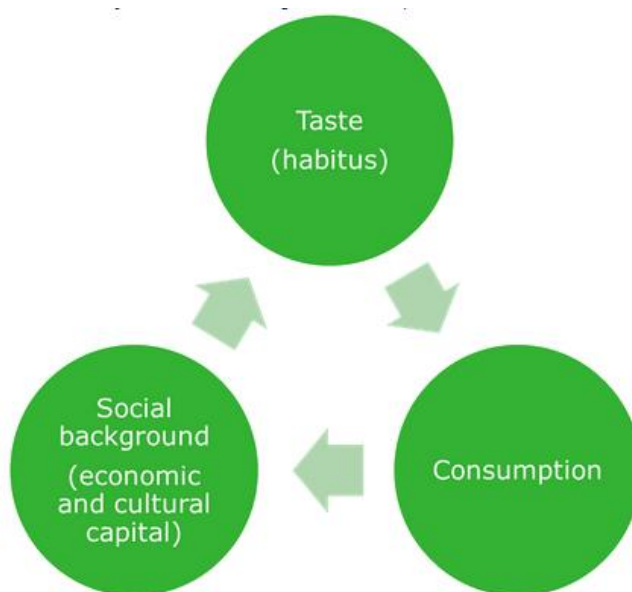 Taste
(habitus)
Social
background
(economic
and cultural
capital)
Consumption